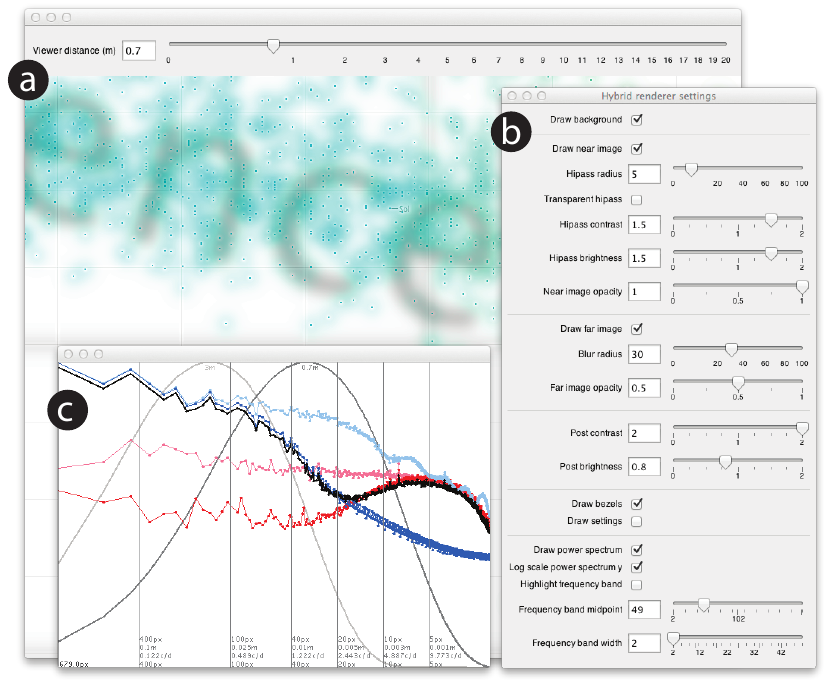 Viewer distance (m) 0.7
0 1 2 3 4 5 6 7 8 9 10 11 12 13 14 15 16 17 18 19 20
a
Hybrid renderer settings
b
Draw background
Draw near image
Hipass radius 5
0 20 40 60 80 100
Transparent hipass
Hipass contrast 1.5
0 1 2
Hipass brightness 1.5
0 1 2
Near image opacity 1
0 0.5 1
Draw far image
Blur radius 30
0 20 40 60 80 100
Far image opacity 0.5
0 0.5 1
Post contrast 2
0 1 2
Post brightness 0.8
0 1 2
Draw bezels
Draw settings
Draw power spectrum
Log scale power spectrum y
Highlight frequency band
Frequency band midpoint 49
2 102
Frequency band width 2
2 12 22 32 42
c
3m 0.7m
400px 100px 40px 20px 10px 5px
0.1m 0.025m 0.01m 0.005m 0.003m 0.001m
0.122c/d 0.489c/d 1.222c/d 2.443c/d 4.887c/d 9.773c/d
679.0px 400px 100px 40px 20px 10px 5px